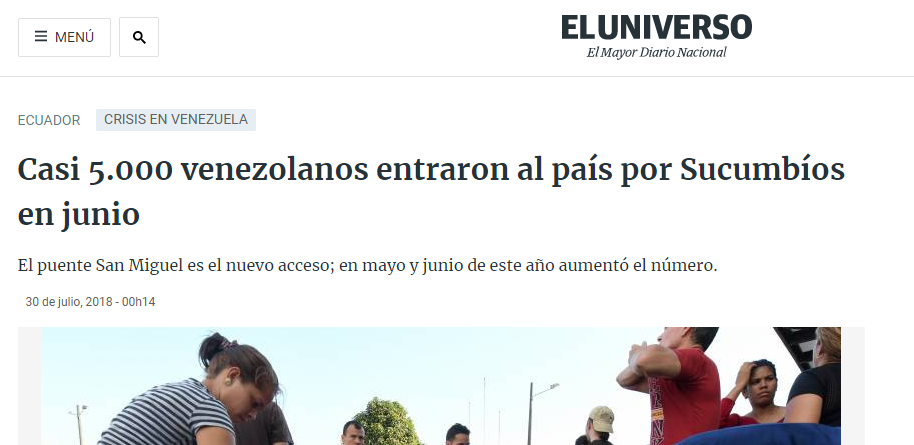 MENÚ
EL UNIVERSO
El Mayor Diario Nacional
ECUADOR CRISIS EN VENEZUELA
Casi 5.000 venezolanos entraron al país por Sucumbíos
en junio
El puente San Miguel es el nuevo acceso; en mayo y junio de este año aumentó el número.
30 de julio, 2018 - 00h14